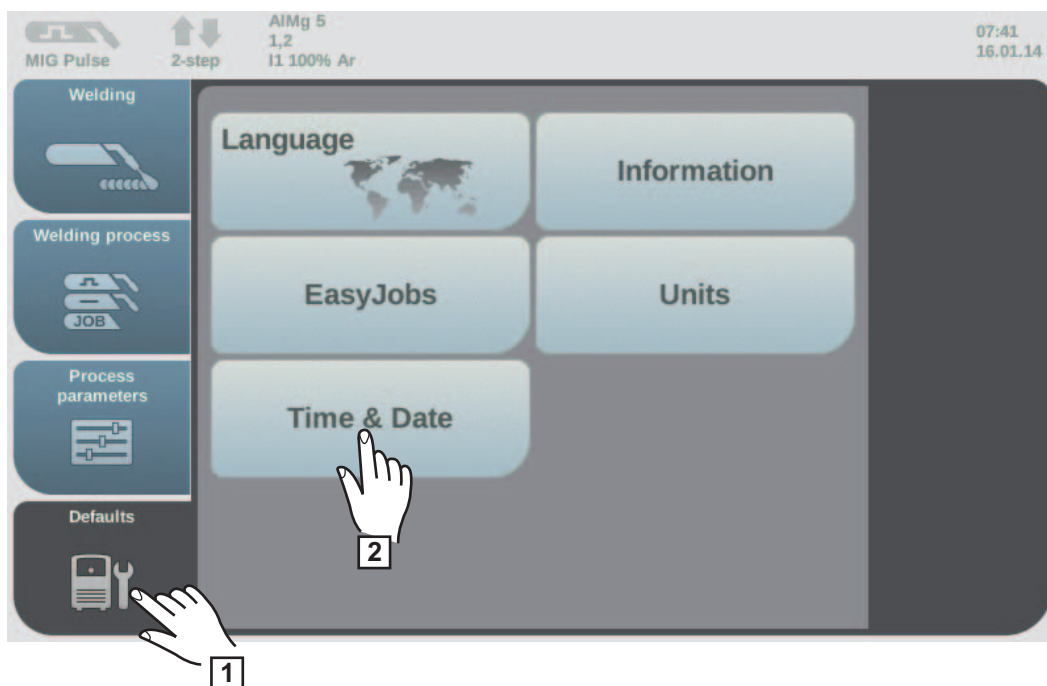 AlMg 5
1,2
I1 100% Ar
MIG Pulse
2-step
07:41
16.01.14
Welding
Welding process
JOB
Process
parameters
Defaults
Language
Information
EasyJobs
Units
Time & Date
2
1